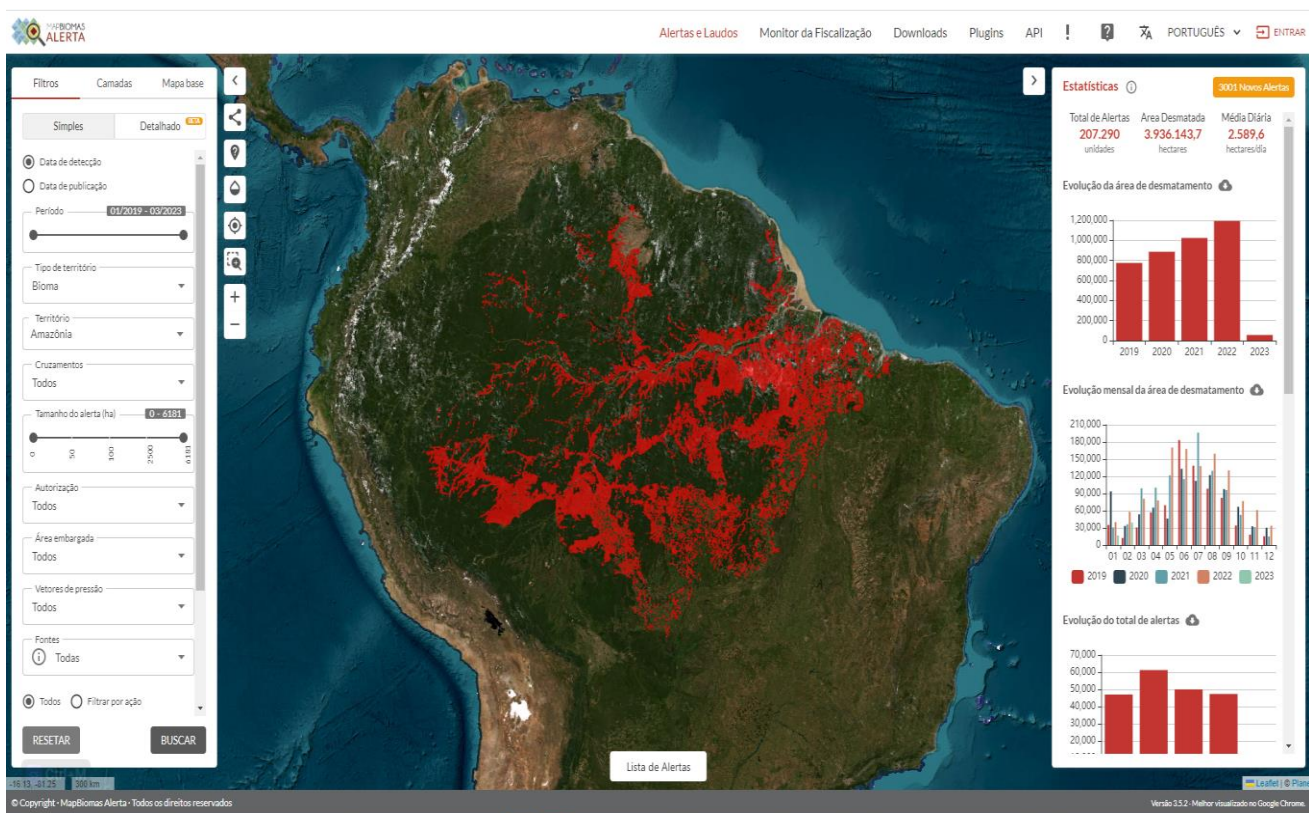 MAPBIOMAS
ALERTA
Alertas e Laudos Monitor da Fiscalização Downloads Plugins API ! ? PORTUGUÊS ENTRAR
Filtros Camadas Mapa base
Simples Detalhado BETA
Data de detecção
Data de publicação
Período 01/2019 - 03/2023
Tipo de território
Bioma
Território
Amazônia
Cruzamentos
Todos
Tamanho do alerta (ha) 0 - 6181
0 50 100 2500 6181
Autorização
Todos
Área embargada
Todos
Vetores de pressão
Todos
Fontes
Todas
Todos Filtrar por ação
RESETAR BUSCAR
300 km
Lista de Alertas
Estatísticas 3001 Novos Alertas
Total de Alertas Area Desmatada Média Diária
207.290 3.936.143,7 2.589,6
unidades hectares hectares/dia
Evolução da área de desmatamento
1,200,000
1,000,000
800,000
600,000
400,000
200,000
0
2019 2020 2021 2022 2023
Evolução mensal da área de desmatamento
210,000
180,000
150,000
120,000
90,000
60,000
30,000
0
01 02 03 04 05 06 07 08 09 10 11 12
2019 2020 2021 2022 2023
Evolução do total de alertas
70,000
60,000
50,000
40,000
30,000
20,000
Leaflet | © Plane
© Copyright - MapBiomas Alerta - Todos os direitos reservados
Versão 3.5.2 - Melhor visualizado no Google Chrome.